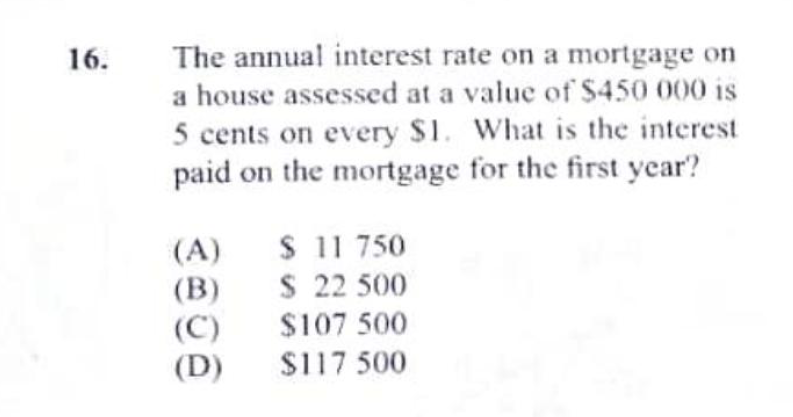 16. The annual interest rate on a mortgage on
a house assessed at a value of $450 000 is
5 cents on every $1. What is the interest
paid on the mortgage for the first year?
(A) $ 11 750
(B) $ 22 500
(C) $107 500
(D) $117 500